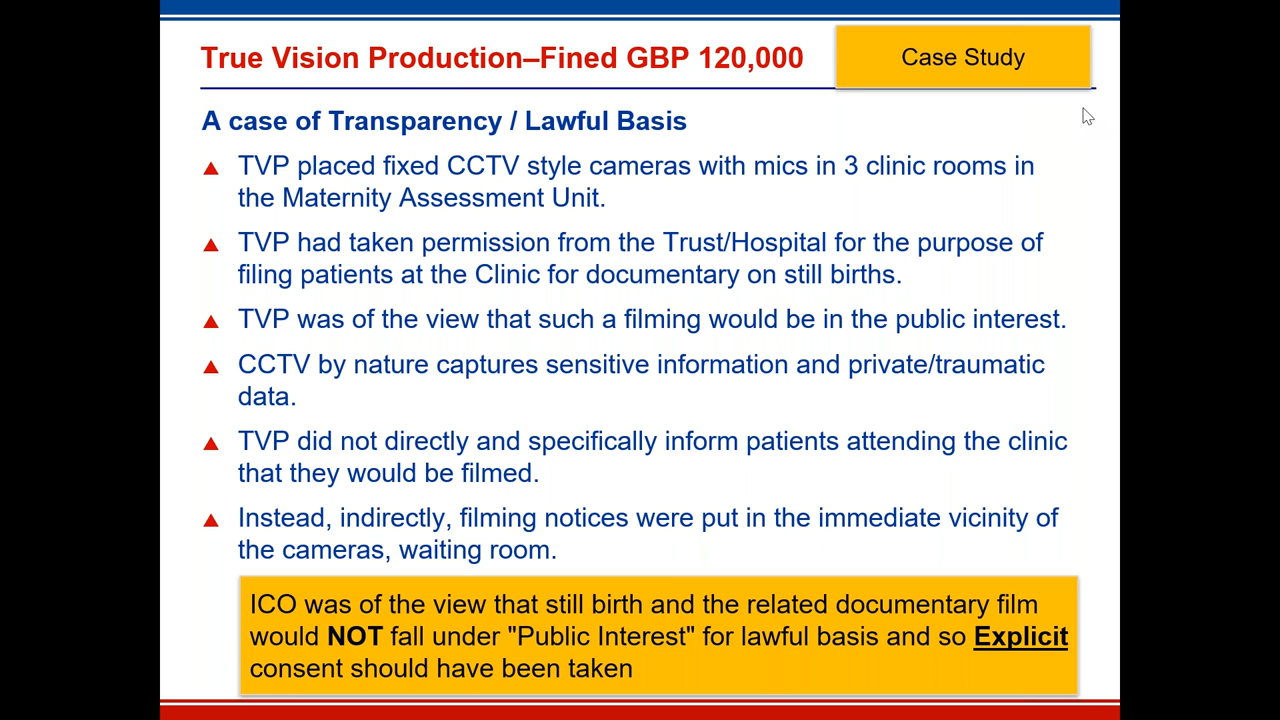 True Vision Production–Fined GBP 120,000
Case Study
A case of Transparency / Lawful Basis
TVP placed fixed CCTV style cameras with mics in 3 clinic rooms in
the Maternity Assessment Unit.
TVP had taken permission from the Trust/Hospital for the purpose of
filing patients at the Clinic for documentary on still births.
TVP was of the view that such a filming would be in the public interest.
CCTV by nature captures sensitive information and private/traumatic
data.
TVP did not directly and specifically inform patients attending the clinic
that they would be filmed.
Instead, indirectly, filming notices were put in the immediate vicinity of
the cameras, waiting room.
ICO was of the view that still birth and the related documentary film
would NOT fall under "Public Interest" for lawful basis and so Explicit
consent should have been taken